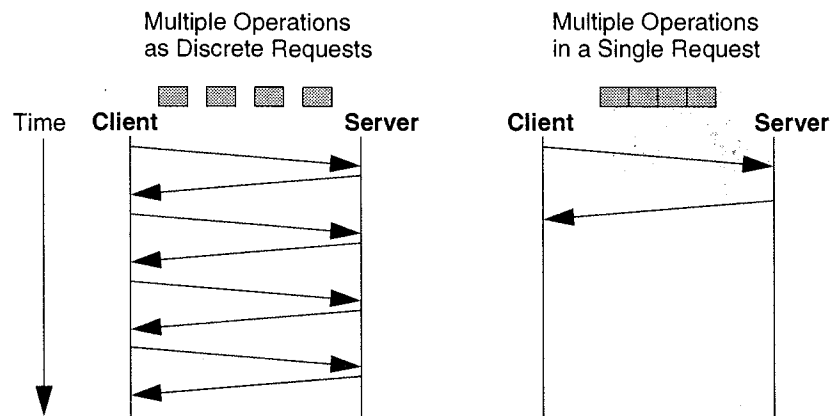 Multiple Operations
as Discrete Requests
Multiple Operations
in a Single Request
Time
Client
Server
Client
Server